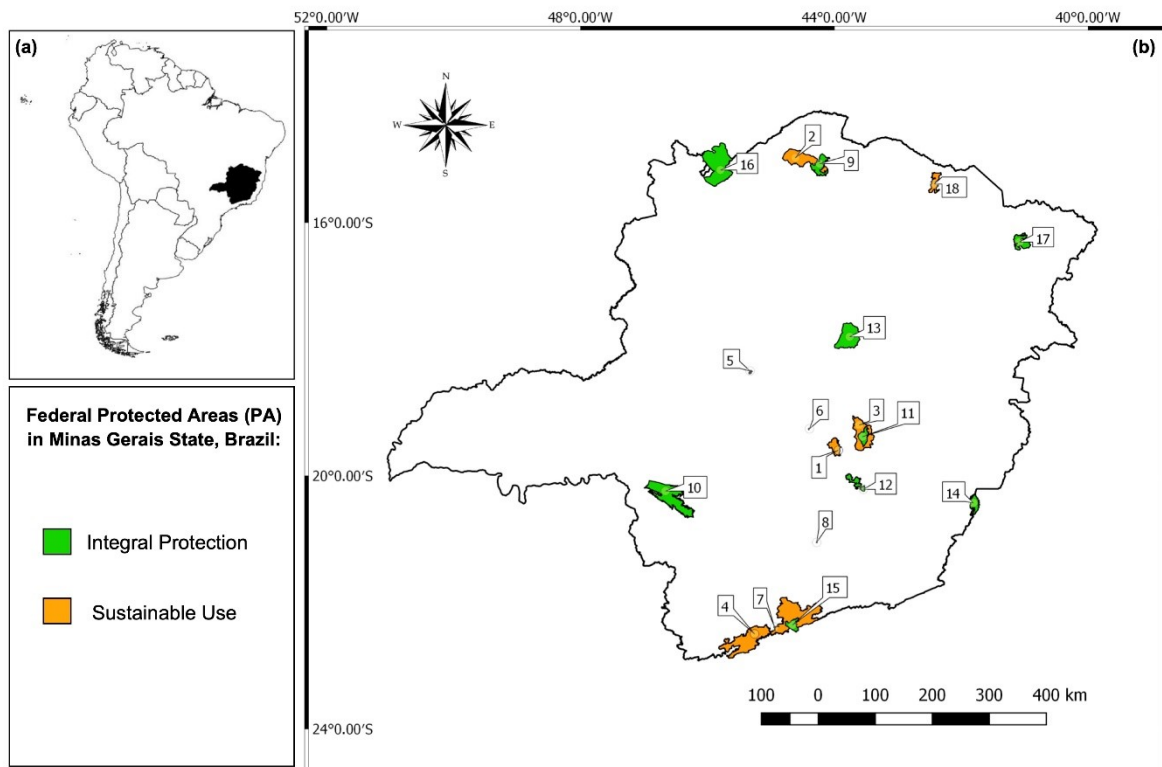 52°0.00'W 48°0.00'W 44°0.00'W 40°0.00'W
(a)
(b)
N
W E
S
2
9
16
18
16°0.00'S
17
13
5
6
3
11
1
20°0.00'S
10
12
14
8
Federal Protected Areas (PA)
in Minas Gerais State, Brazil:
Integral Protection
Sustainable Use
4
7
15
100 0 100 200 300 400 km
24°0.00'S